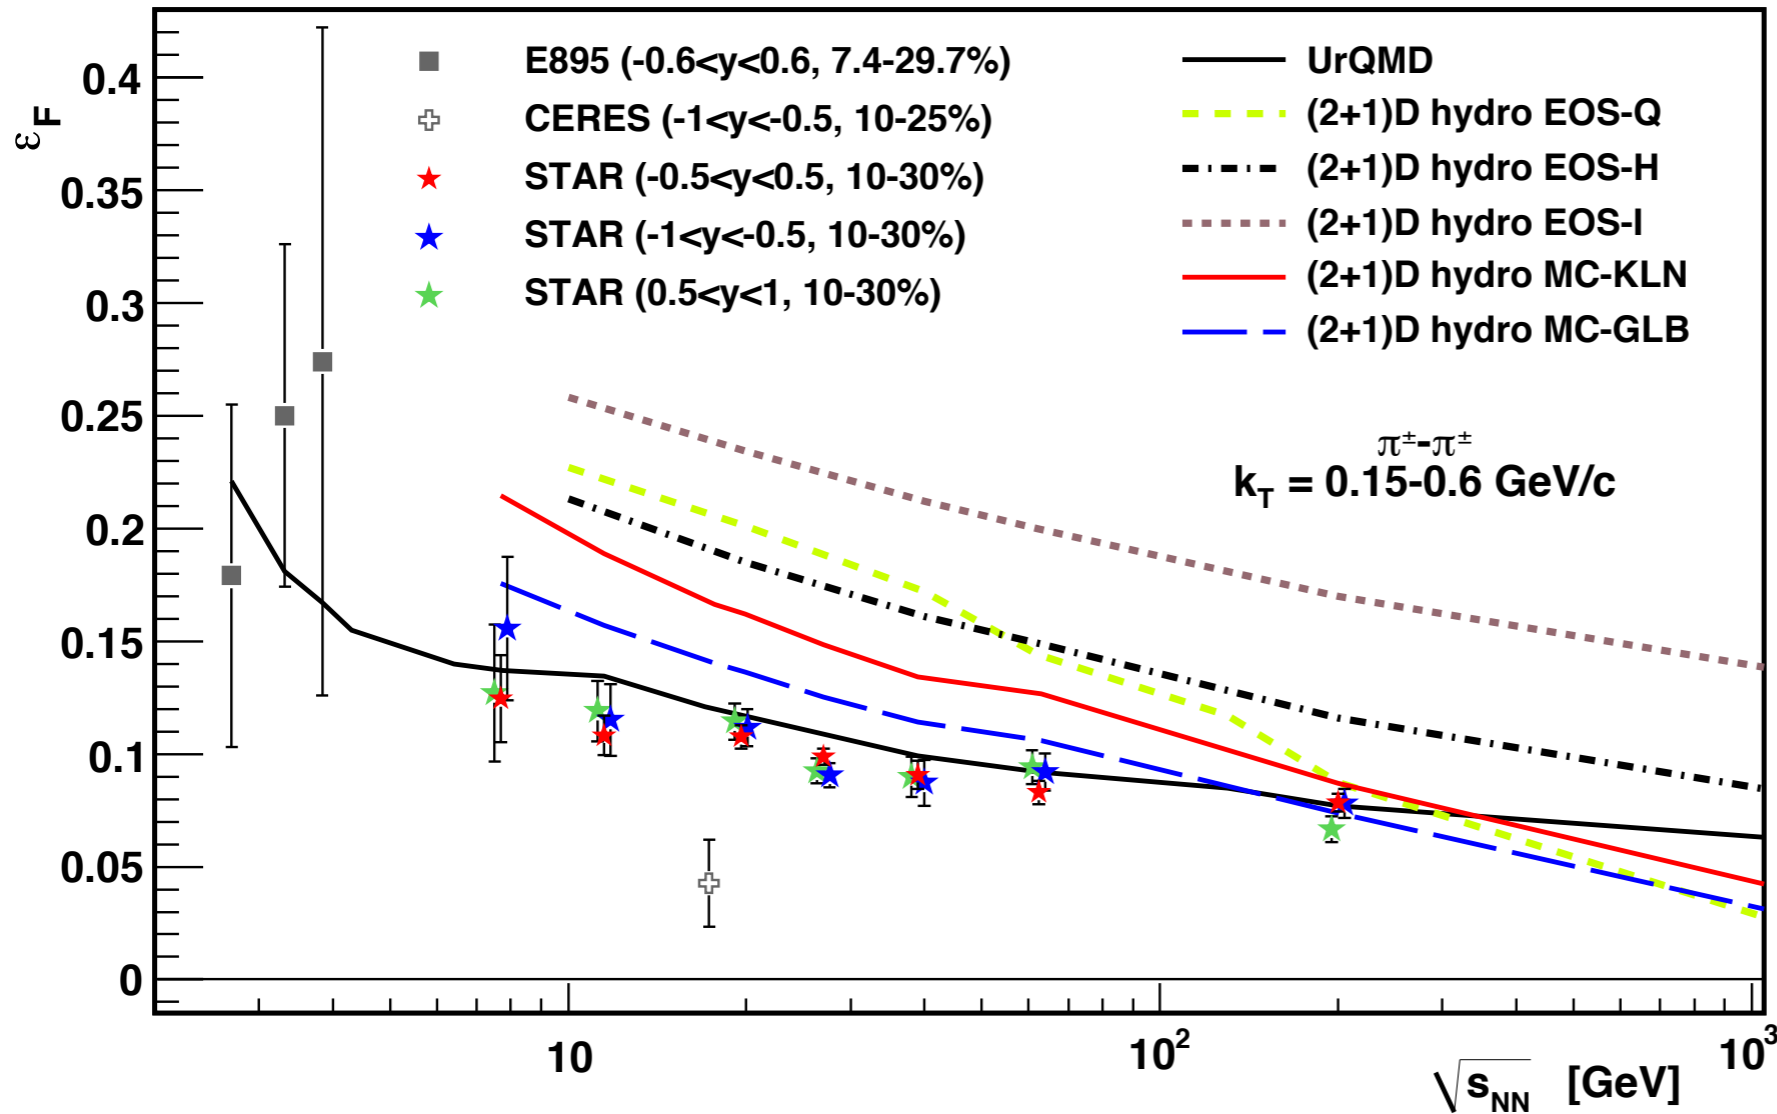 ε_F
0.4
0.35
0.3
0.25
0.2
0.15
0.1
0.05
0
E895 (-0.6<y<0.6, 7.4-29.7%)
CERES (-1<y<-0.5, 10-25%)
STAR (-0.5<y<0.5, 10-30%)
STAR (-1<y<-0.5, 10-30%)
STAR (0.5<y<1, 10-30%)
UrQMD
(2+1)D hydro EOS-Q
(2+1)D hydro EOS-H
(2+1)D hydro EOS-I
(2+1)D hydro MC-KLN
(2+1)D hydro MC-GLB
π±-π±
k_T = 0.15-0.6 GeV/c
10 10² 10³
√s_NN [GeV]